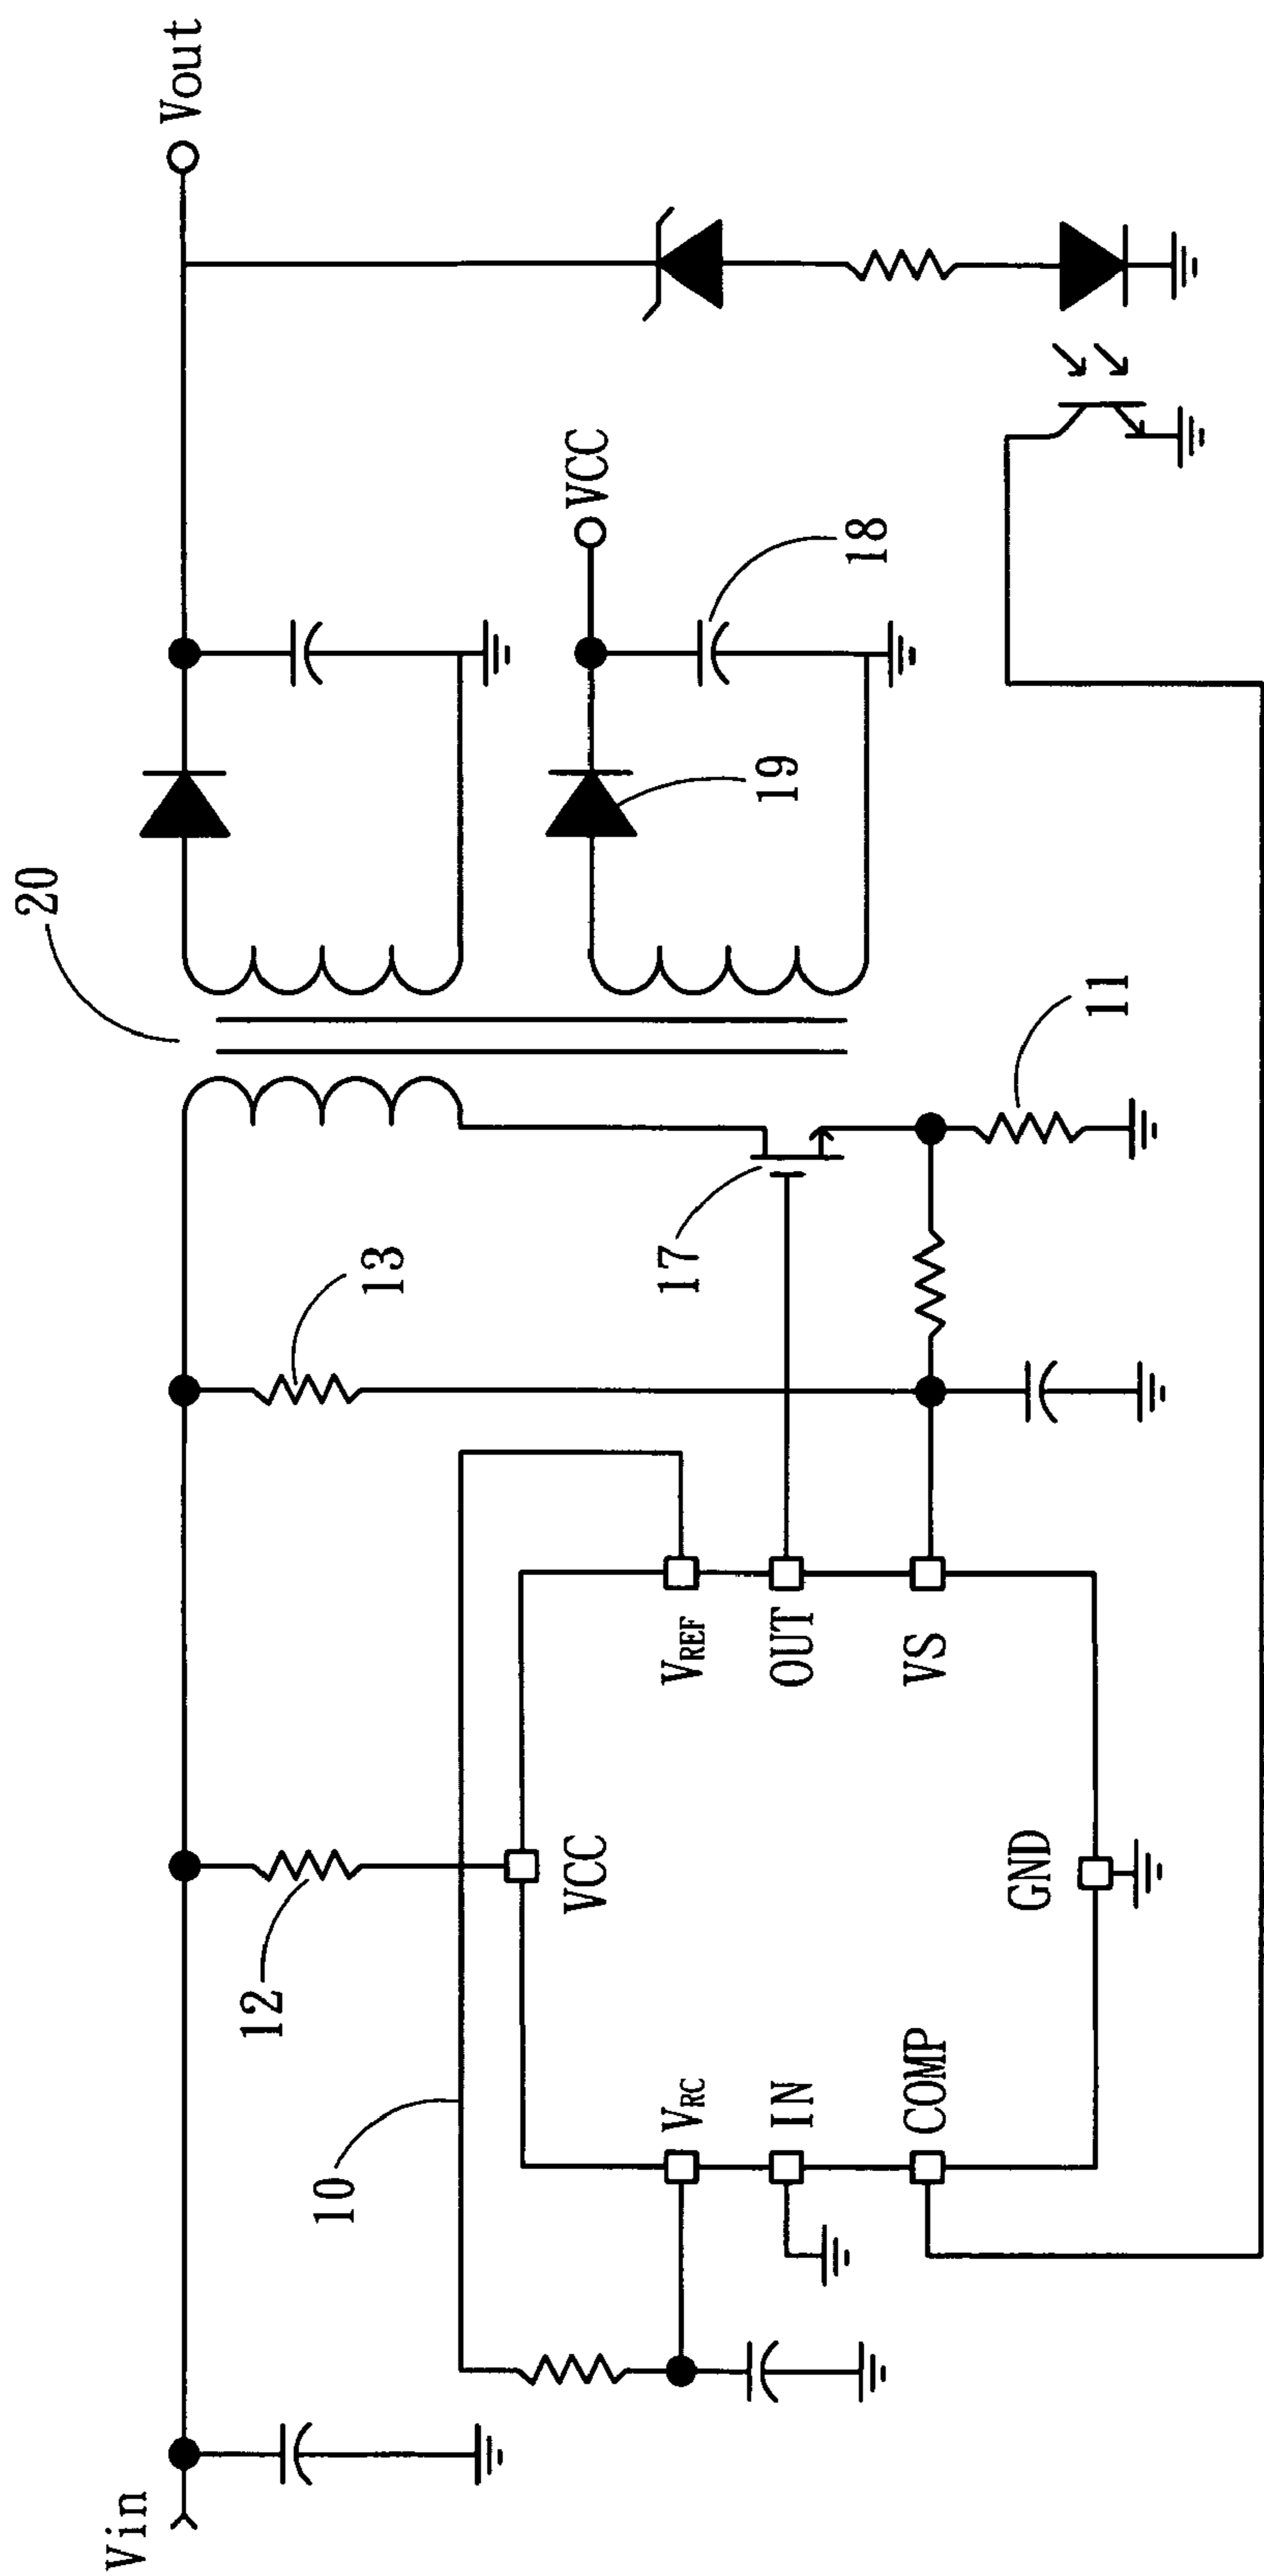 20
Vin
Vout
12
13
10
VCC
19
18
VCC
17
11
VRC
IN
COMP
VCC
GND
VREF
OUT
VS